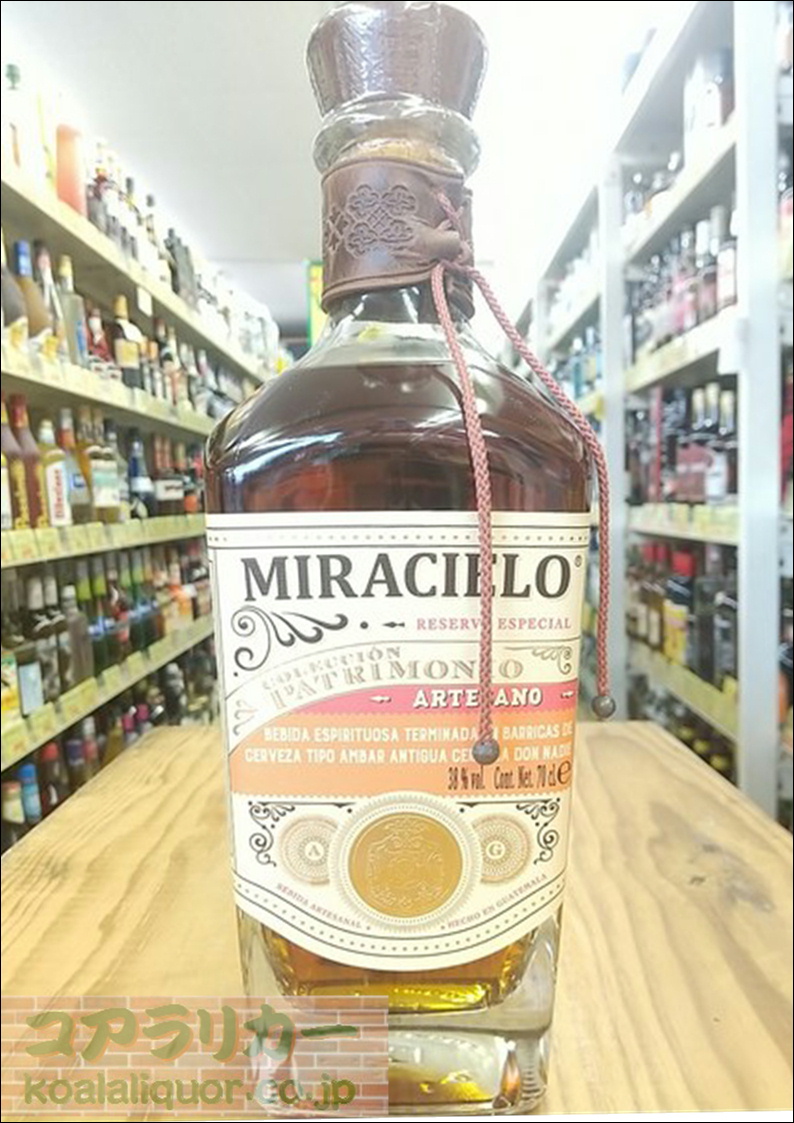 MIRACIELO®
RESERVA ESPECIAL
COLECCIÓN
PATRIMONIO
ARTESANO
BEBIDA ESPIRITUOSA TERMINADA EN BARRICAS DE
CERVEZA TIPO AMBAR ANTIGUA CERVEZA DON NADIE
38 % vol. Cont. Net. 70 cl e
A G
BEBIDA ARTESANAL • HECHO EN GUATEMALA
コアラリカー
koalaliquor.co.jp